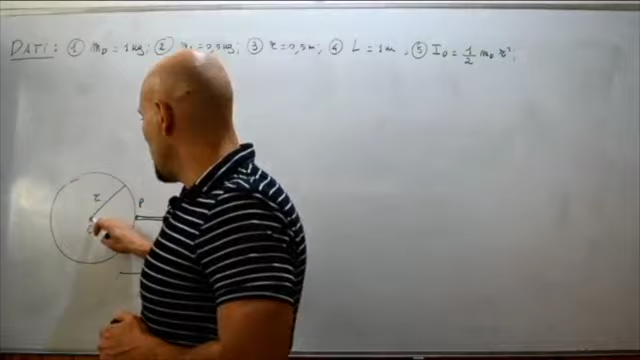 DATI: ① m_D = 1 kg; ② = 0,5 kg; ③ r = 0,5 m; ④ L = 1 m, ⑤ I_D = 1/2 m_D r²;
r
P